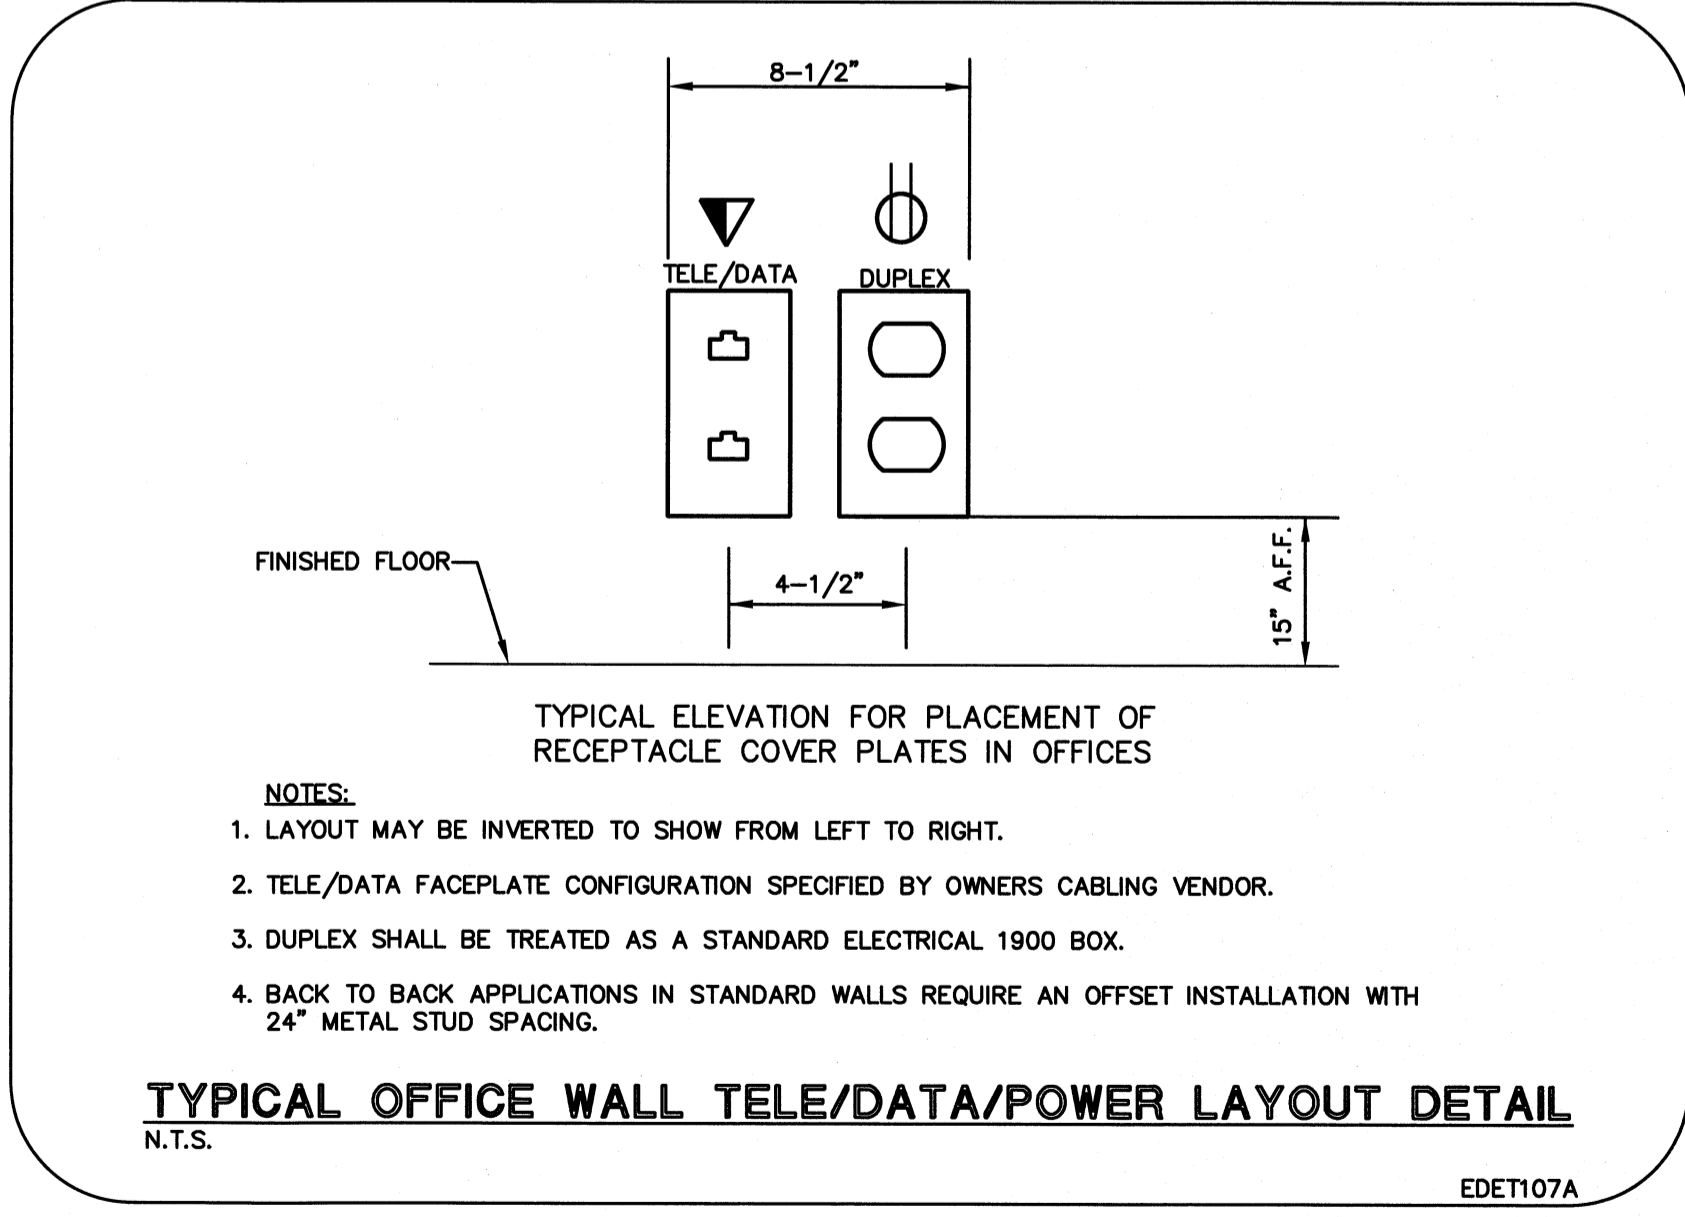 8-1/2"
TELE/DATA
DUPLEX
FINISHED FLOOR
4-1/2"
15" A.F.F.
TYPICAL ELEVATION FOR PLACEMENT OF
RECEPTACLE COVER PLATES IN OFFICES
NOTES:
1. LAYOUT MAY BE INVERTED TO SHOW FROM LEFT TO RIGHT.
2. TELE/DATA FACEPLATE CONFIGURATION SPECIFIED BY OWNERS CABLING VENDOR.
3. DUPLEX SHALL BE TREATED AS A STANDARD ELECTRICAL 1900 BOX.
4. BACK TO BACK APPLICATIONS IN STANDARD WALLS REQUIRE AN OFFSET INSTALLATION WITH
24" METAL STUD SPACING.
TYPICAL OFFICE WALL TELE/DATA/POWER LAYOUT DETAIL
N.T.S.
EDET107A